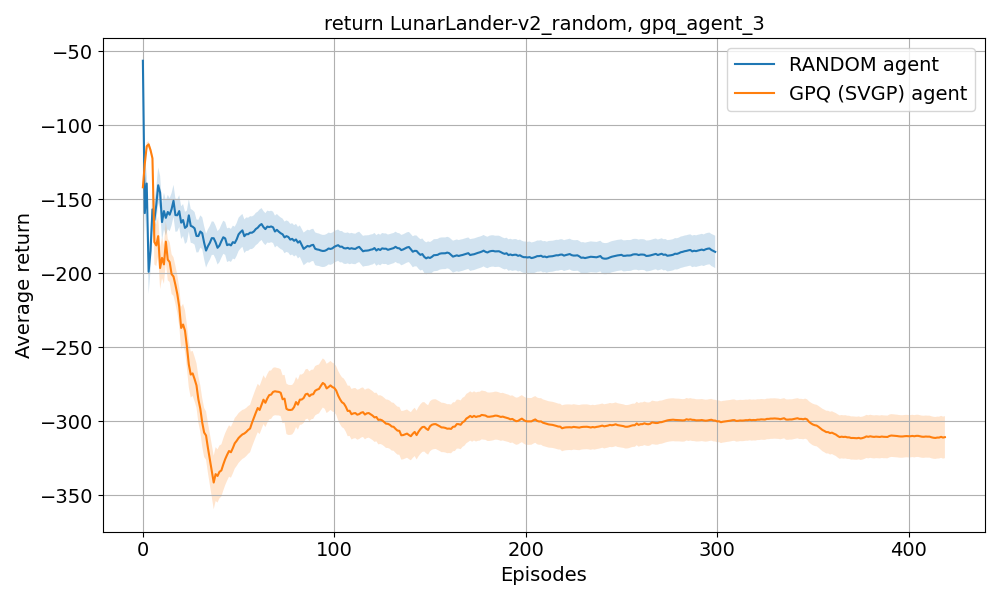 return LunarLander-v2_random, gpq_agent_3
RANDOM agent
GPQ (SVGP) agent
Average return
−50
−100
−150
−200
−250
−300
−350
0
100
200
300
400
Episodes